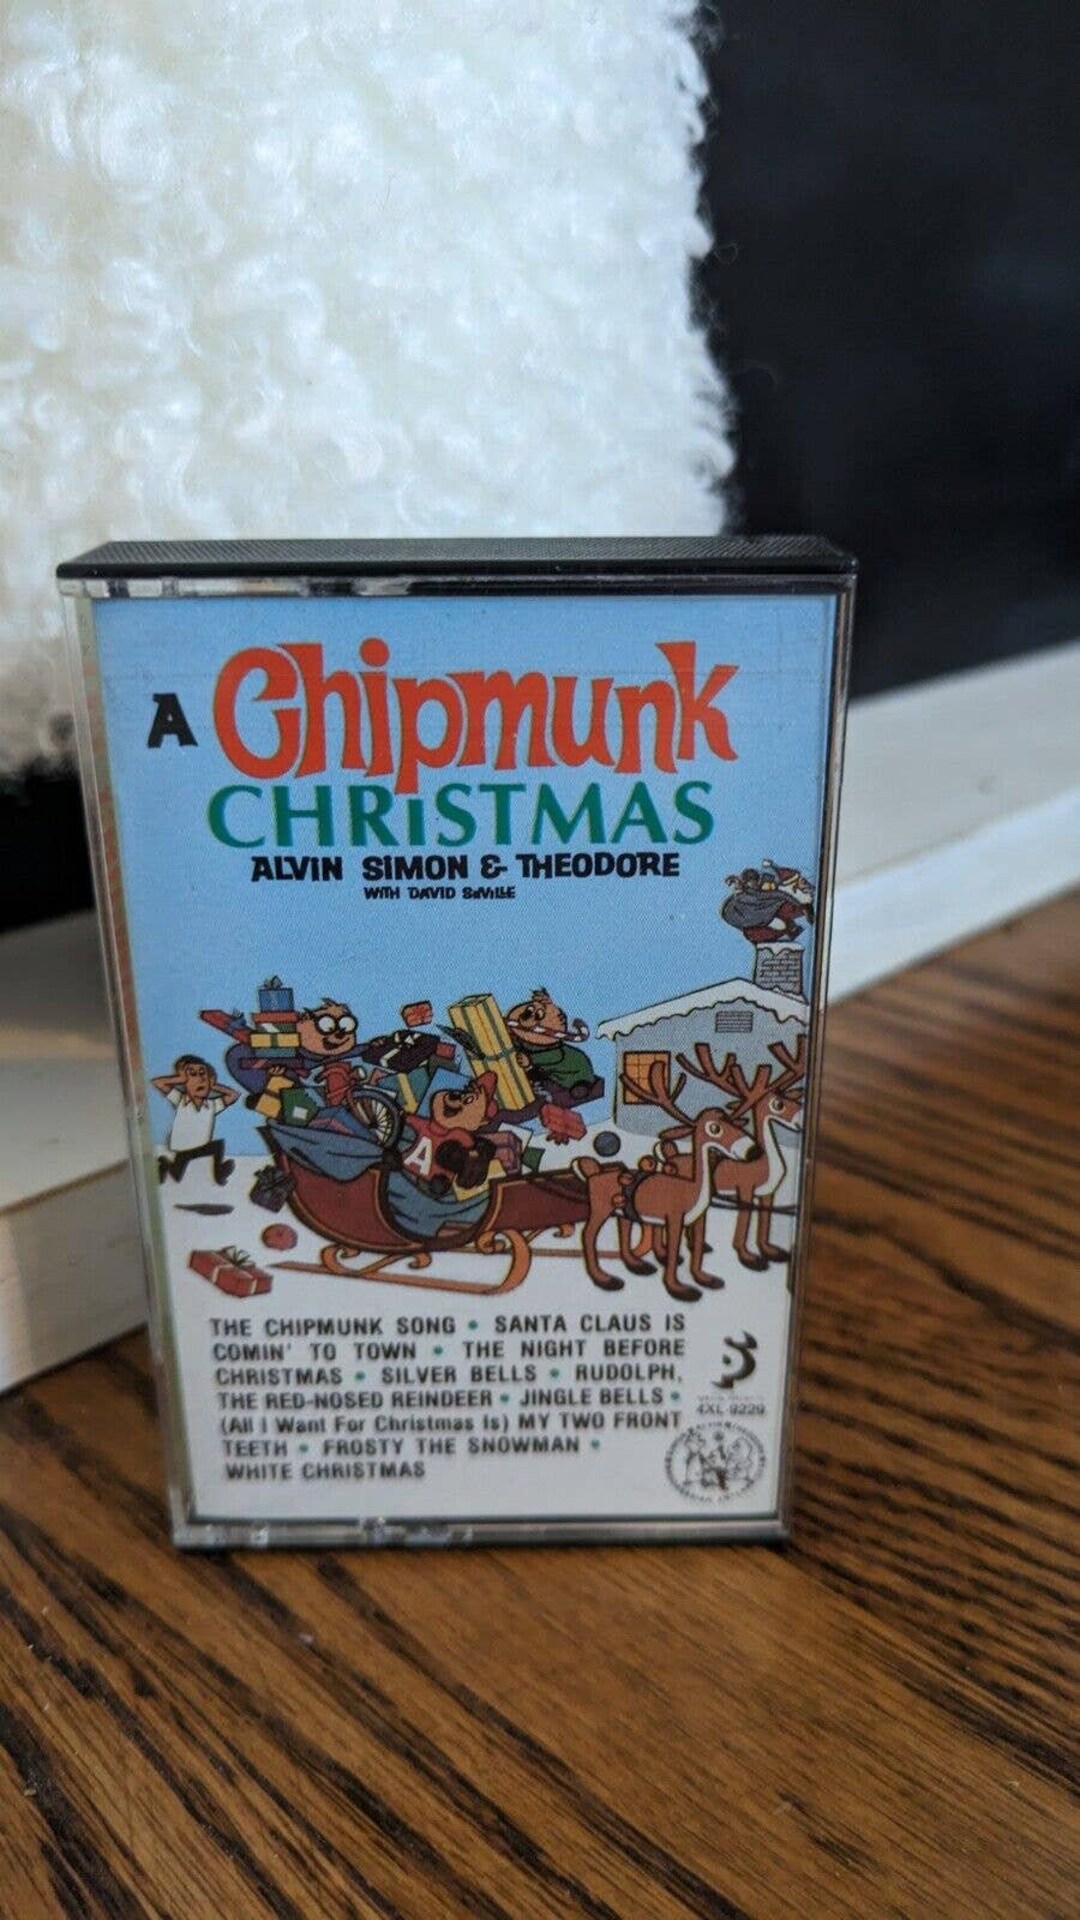 A Chipmunk
CHRiSTMAS
ALVIN SiMON & THEODORE
WITH DAVID SEVILLE
A
THE CHIPMUNK SONG • SANTA CLAUS IS
COMIN' TO TOWN • THE NIGHT BEFORE
CHRISTMAS • SILVER BELLS • RUDOLPH,
THE RED-NOSED REINDEER • JINGLE BELLS •
(All I Want For Christmas Is) MY TWO FRONT
TEETH • FROSTY THE SNOWMAN •
WHITE CHRISTMAS
4XL-9229